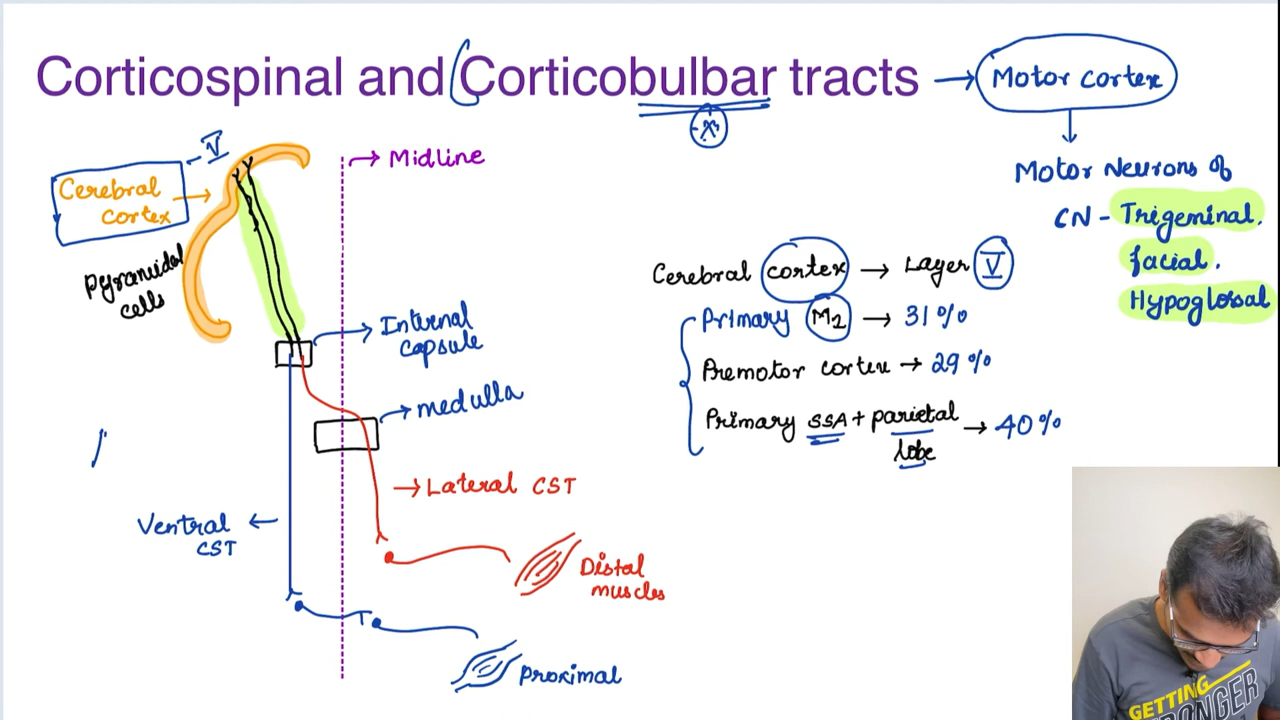 Corticospinal and Corticobulbar tracts → Motor cortex
Motor Neurons of
CN - Trigeminal.
facial.
Hypoglossal
V
→ Midline
Cerebral
cortex →
Pyramidal
cells
Internal
capsule
→ medulla
→ Lateral CST
Ventral ←
CST
Distal
muscles
Proximal
Cerebral cortex → Layer V
Primary M2 → 31%
Premotor cortex → 29%
Primary SSA + parietal → 40%
lobe
GETTING